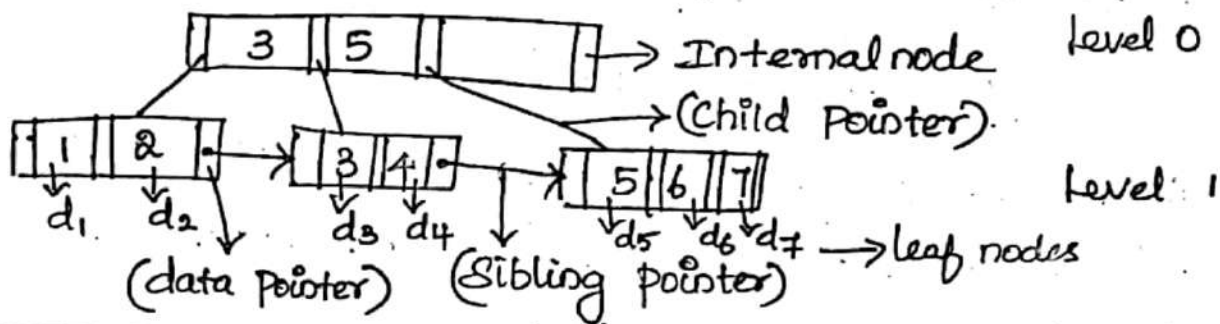 3 5 → Internal node Level 0
→ (Child Pointer).
1 2 3 4 5 6 7 Level 1
d1 d2 d3 d4 d5 d6 d7 → leaf nodes
(data pointer) (Sibling pointer)